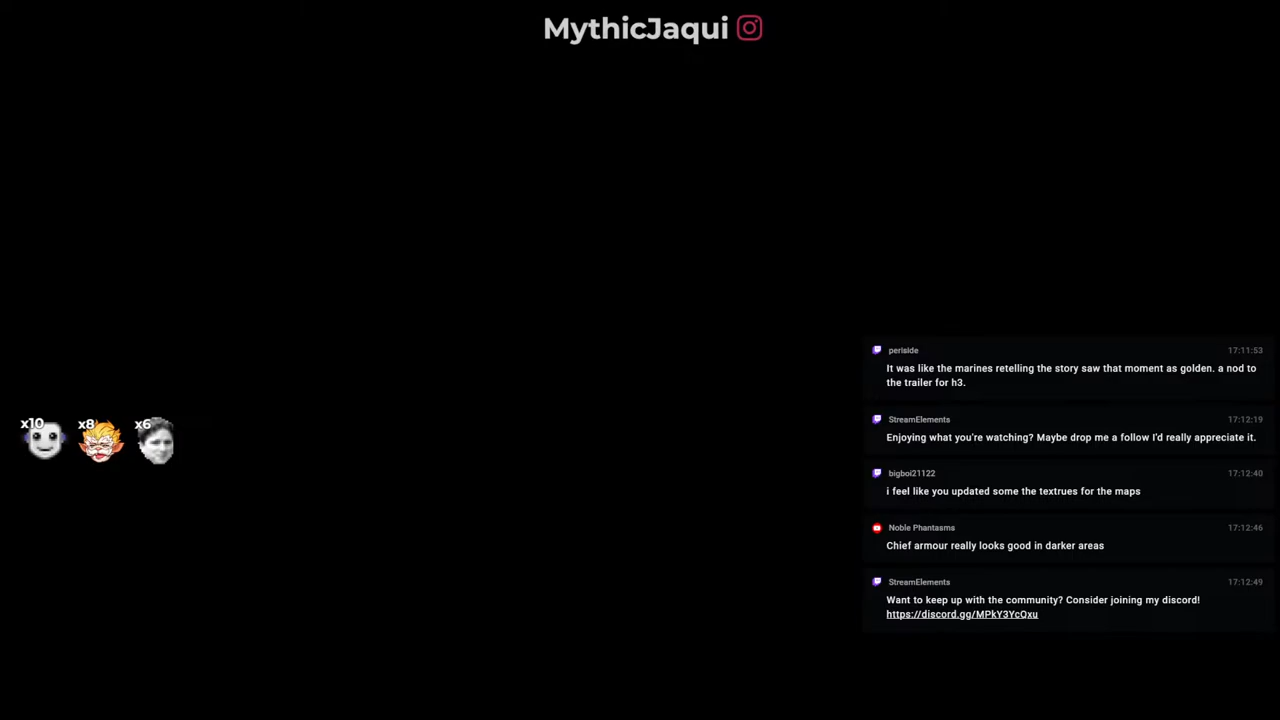 MythicJaqui
periside 17:11:53
It was like the marines retelling the story saw that moment as golden. a nod to
the trailer for h3.
x10 x8 x6
StreamElements 17:12:19
Enjoying what you're watching? Maybe drop me a follow I'd really appreciate it.
bigboi21122 17:12:40
i feel like you updated some the textrues for the maps
Noble Phantasms 17:12:46
Chief armour really looks good in darker areas
StreamElements 17:12:49
Want to keep up with the community? Consider joining my discord!
https://discord.gg/MPkY3YcQxu